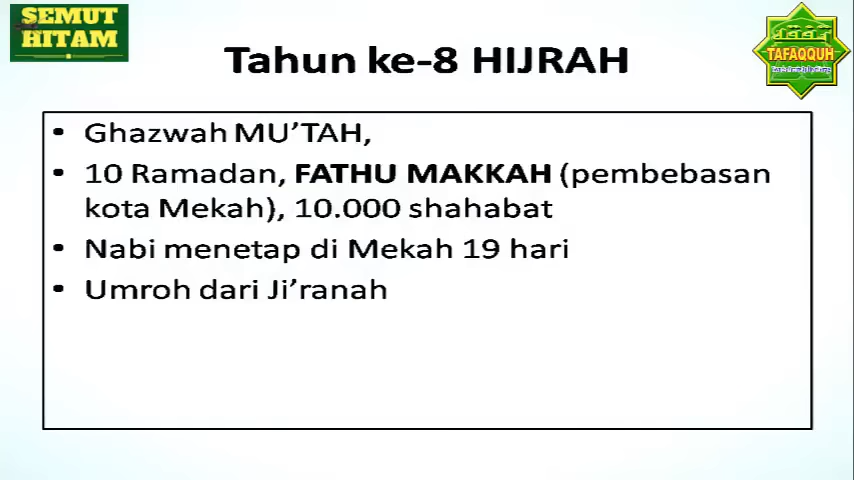 SEMUT
HITAM
TAFAQQUH
Tahun ke-8 HIJRAH
• Ghazwah MU'TAH,
• 10 Ramadan, FATHU MAKKAH (pembebasan
kota Mekah), 10.000 shahabat
• Nabi menetap di Mekah 19 hari
• Umroh dari Ji'ranah